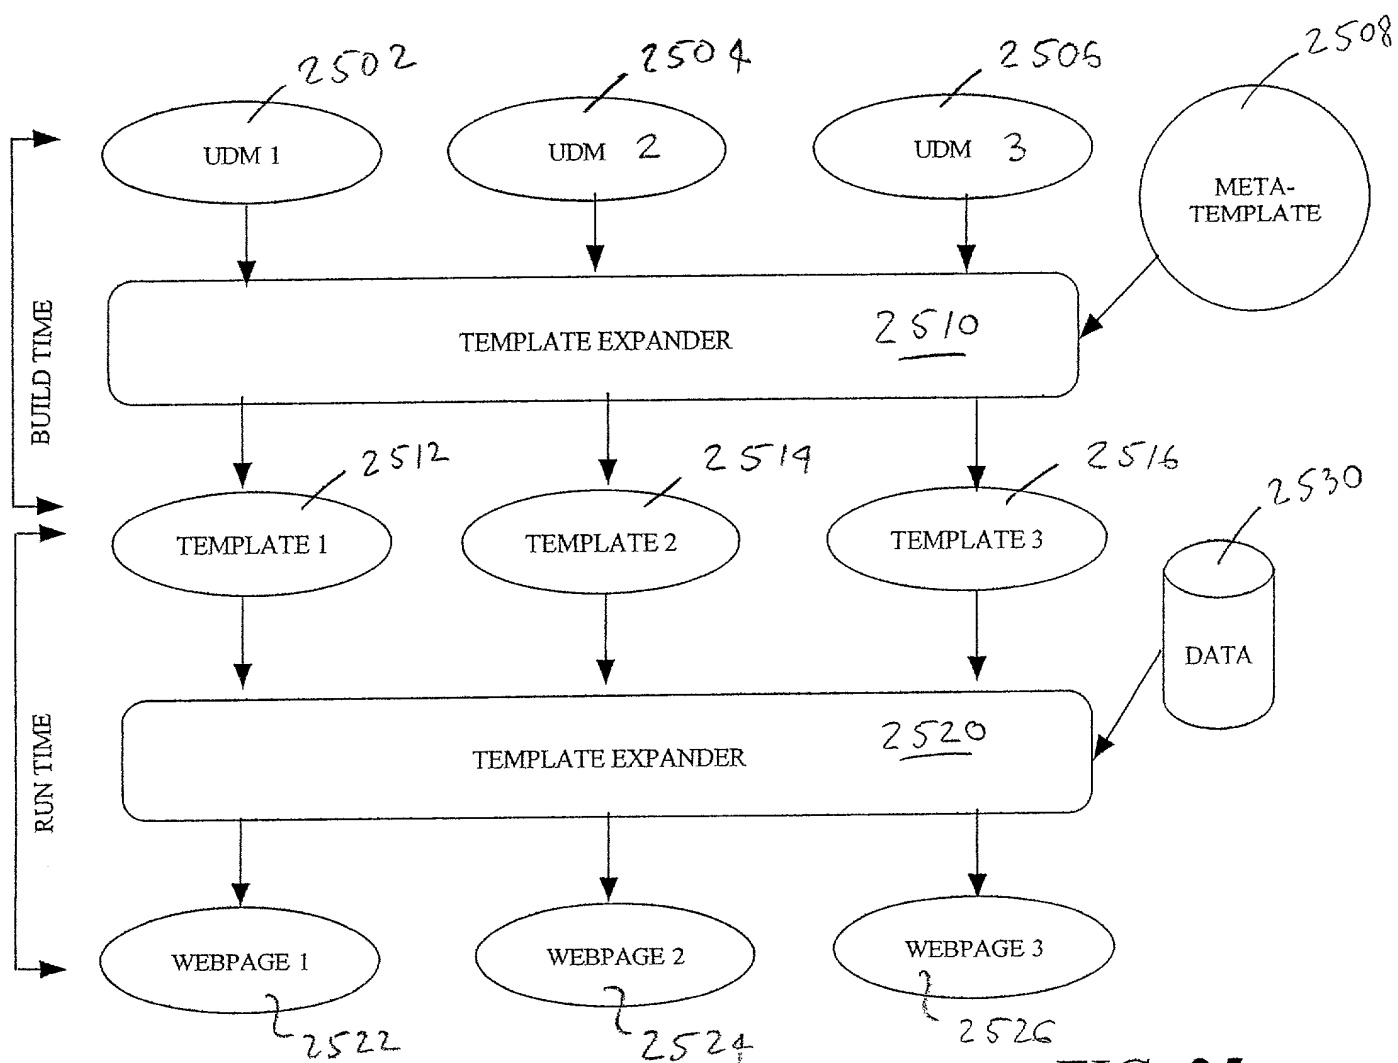 2502
2504
2506
2508
UDM 1
UDM 2
UDM 3
META-
TEMPLATE
BUILD TIME
TEMPLATE EXPANDER 2510
2512
2514
2516
2530
TEMPLATE 1
TEMPLATE 2
TEMPLATE 3
DATA
RUN TIME
TEMPLATE EXPANDER 2520
WEBPAGE 1
WEBPAGE 2
WEBPAGE 3
2522
2524
2526